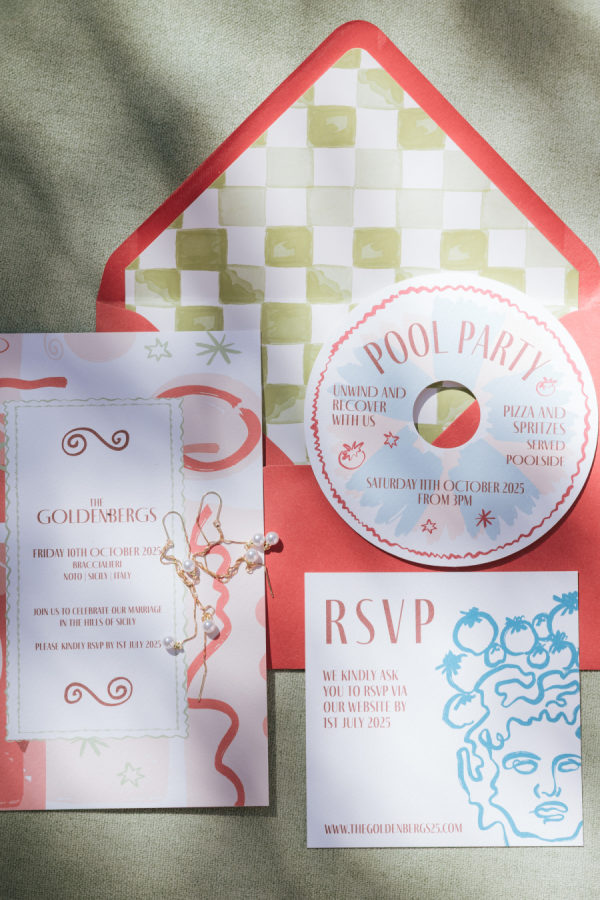 THE
GOLDENBERGS
FRIDAY 10TH OCTOBER 2025
BRACCIALIERI
NOTO | SICILY | ITALY
JOIN US TO CELEBRATE OUR MARRIAGE
IN THE HILLS OF SICILY
PLEASE KINDLY RSVP BY 1ST JULY 2025
POOL PARTY
UNWIND AND
RECOVER
WITH US
PIZZA AND
SPRITZES
SERVED
POOLSIDE
SATURDAY 11TH OCTOBER 2025
FROM 3PM
RSVP
WE KINDLY ASK
YOU TO RSVP VIA
OUR WEBSITE BY
1ST JULY 2025
WWW.THEGOLDENBERGS25.COM